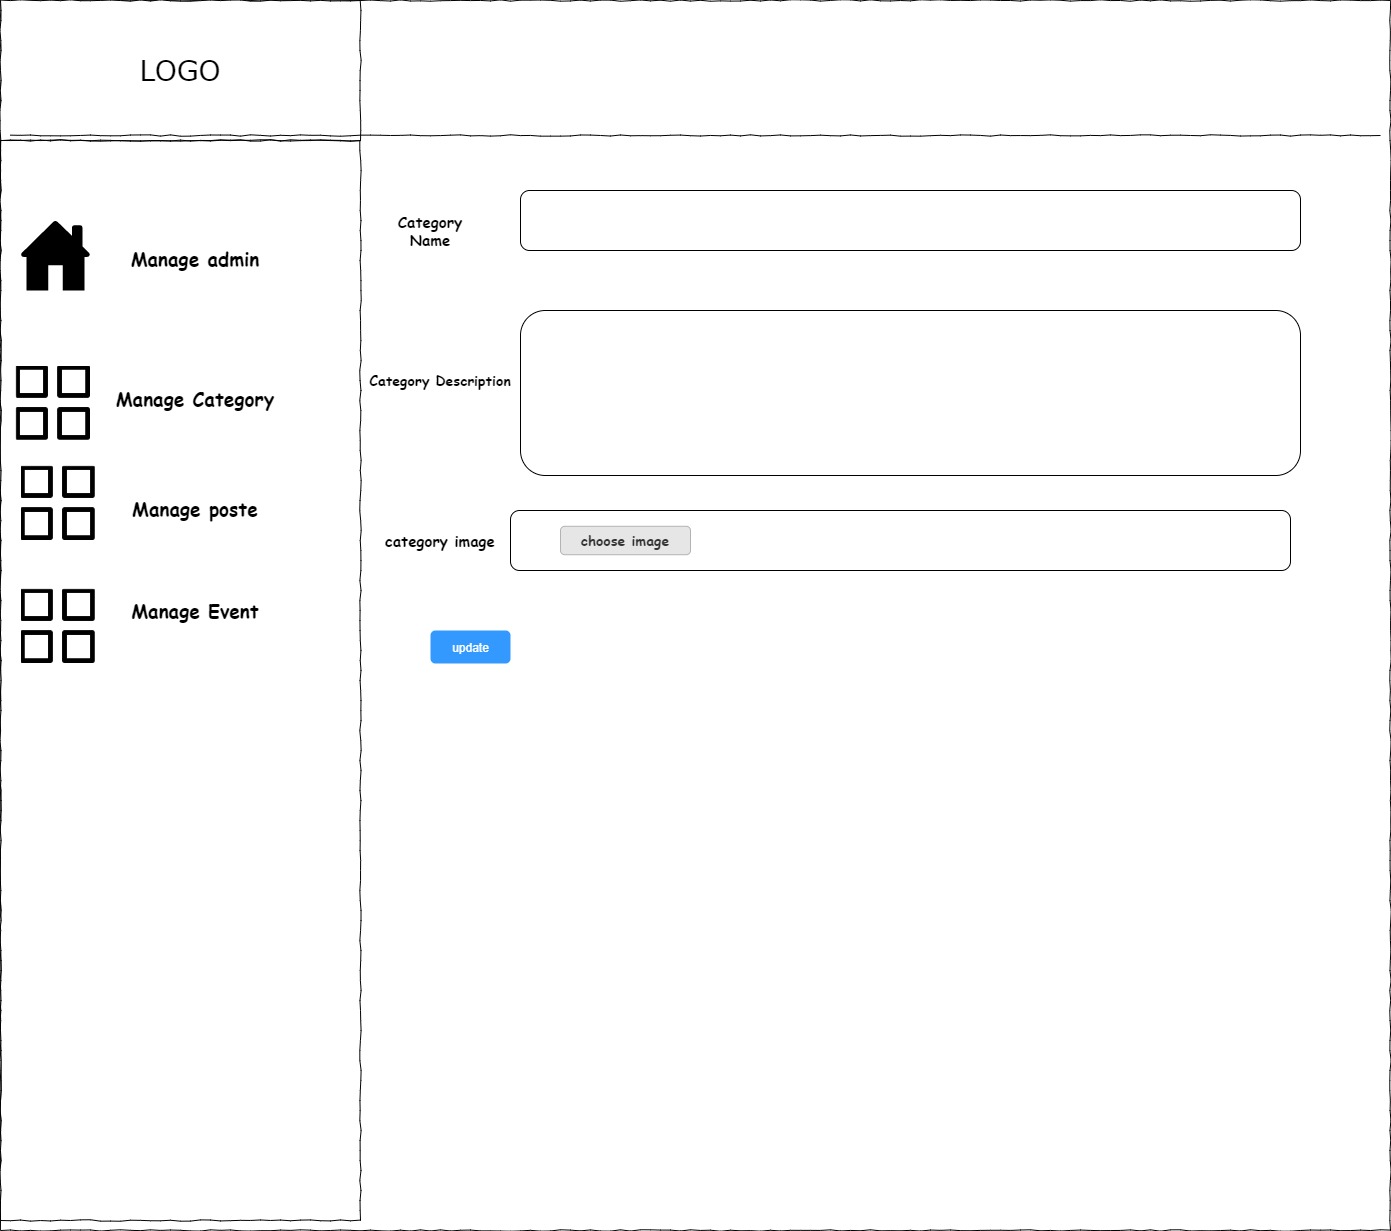 LOGO
Manage admin
Manage Category
Manage poste
Manage Event
Category
Name
Category Description
category image
choose image
update